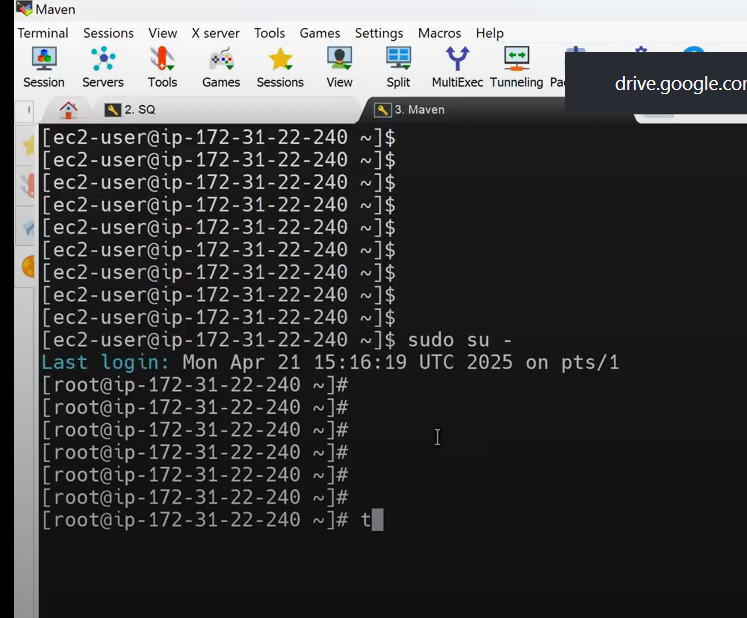 Maven
Terminal Sessions View X server Tools Games Settings Macros Help
Session Servers Tools Games Sessions View Split MultiExec Tunneling
drive.google.co
2. SQ 3. Maven
[ec2-user@ip-172-31-22-240 ~]$
[ec2-user@ip-172-31-22-240 ~]$
[ec2-user@ip-172-31-22-240 ~]$
[ec2-user@ip-172-31-22-240 ~]$
[ec2-user@ip-172-31-22-240 ~]$
[ec2-user@ip-172-31-22-240 ~]$
[ec2-user@ip-172-31-22-240 ~]$
[ec2-user@ip-172-31-22-240 ~]$
[ec2-user@ip-172-31-22-240 ~]$
[ec2-user@ip-172-31-22-240 ~]$ sudo su -
Last login: Mon Apr 21 15:16:19 UTC 2025 on pts/1
[root@ip-172-31-22-240 ~]#
[root@ip-172-31-22-240 ~]#
[root@ip-172-31-22-240 ~]#
[root@ip-172-31-22-240 ~]#
[root@ip-172-31-22-240 ~]#
[root@ip-172-31-22-240 ~]#
[root@ip-172-31-22-240 ~]# t